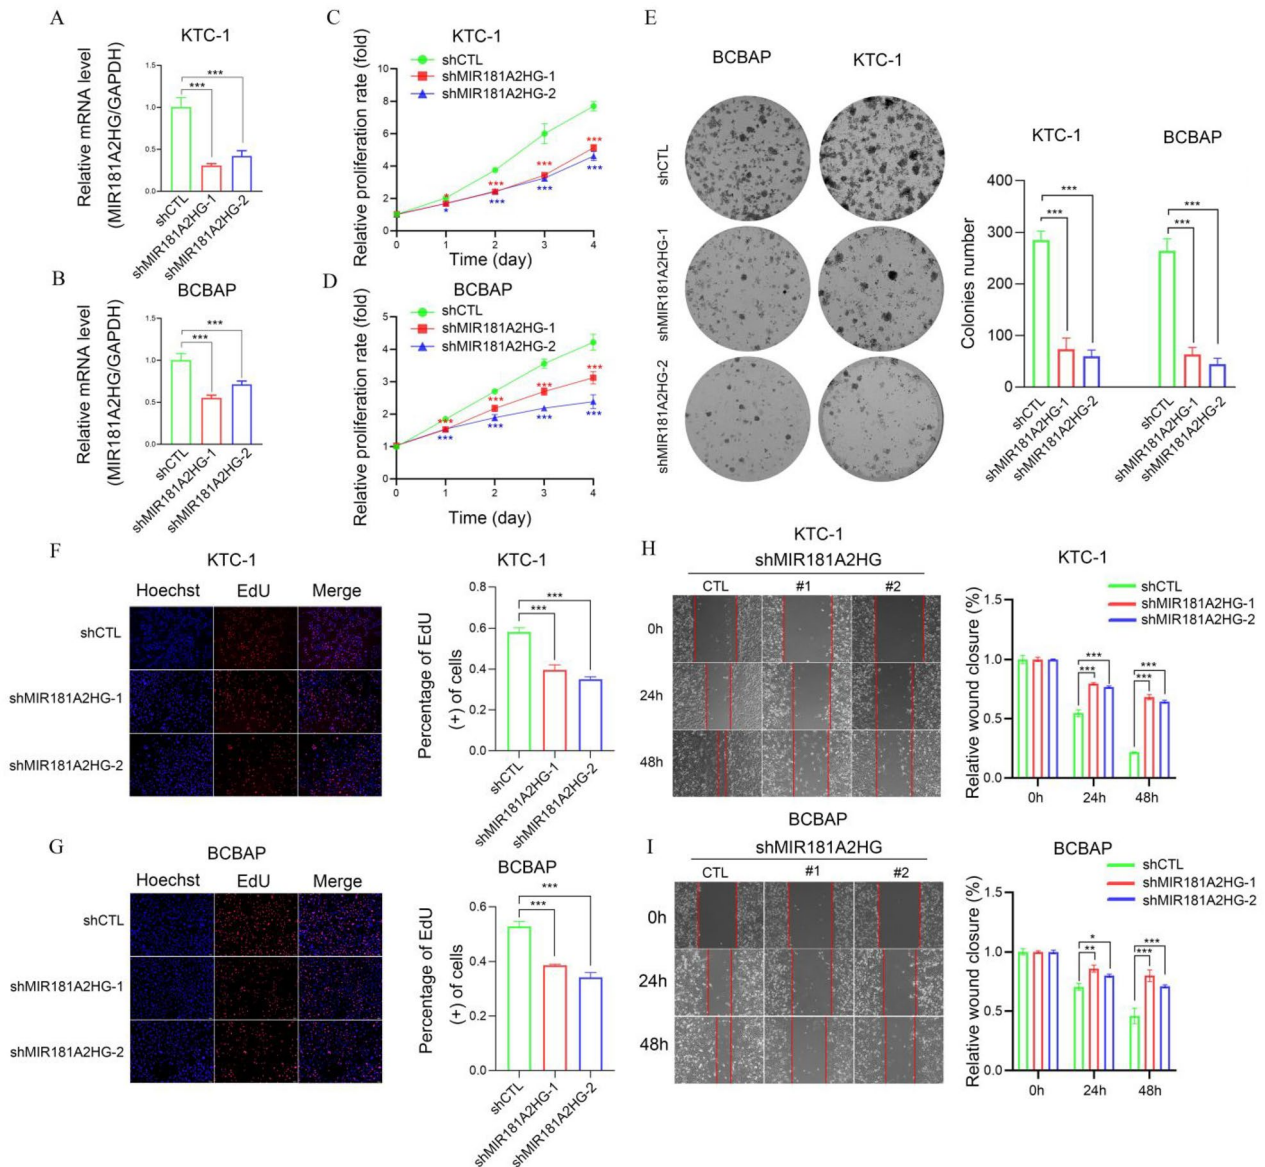 A
KTC-1
Relative mRNA level
(MIR181A2HG/GAPDH)
1.5
1.0
0.5
0.0
***
***
shCTL
shMIR181A2HG-1
shMIR181A2HG-2
B
BCBAP
Relative mRNA level
(MIR181A2HG/GAPDH)
1.5
1.0
0.5
0.0
***
***
shCTL
shMIR181A2HG-1
shMIR181A2HG-2
C
KTC-1
shCTL
shMIR181A2HG-1
shMIR181A2HG-2
Relative proliferation rate (fold)
10
8
6
4
2
0
*
***
***
***
*
***
***
***
0 1 2 3 4
Time (day)
D
BCBAP
shCTL
shMIR181A2HG-1
shMIR181A2HG-2
Relative proliferation rate (fold)
5
4
3
2
1
0
***
***
***
***
***
***
***
***
0 1 2 3 4
Time (day)
E
BCBAP KTC-1
shCTL
shMIR181A2HG-1
shMIR181A2HG-2
KTC-1 BCBAP
Colonies number
400
300
200
100
0
***
***
***
***
shCTL
shMIR181A2HG-1
shMIR181A2HG-2
shCTL
shMIR181A2HG-1
shMIR181A2HG-2
F
KTC-1
Hoechst EdU Merge
shCTL
shMIR181A2HG-1
shMIR181A2HG-2
KTC-1
Percentage of EdU
(+) of cells
0.8
0.6
0.4
0.2
0.0
***
***
shCTL
shMIR181A2HG-1
shMIR181A2HG-2
G
BCBAP
Hoechst EdU Merge
shCTL
shMIR181A2HG-1
shMIR181A2HG-2
BCBAP
Percentage of EdU
(+) of cells
0.6
0.4
0.2
0.0
***
***
shCTL
shMIR181A2HG-1
shMIR181A2HG-2
H
KTC-1
shMIR181A2HG
CTL #1 #2
0h
24h
48h
KTC-1
shCTL
shMIR181A2HG-1
shMIR181A2HG-2
Relative wound closure (%)
1.5
1.0
0.5
0.0
***
***
***
***
0h 24h 48h
I
BCBAP
shMIR181A2HG
CTL #1 #2
0h
24h
48h
BCBAP
shCTL
shMIR181A2HG-1
shMIR181A2HG-2
Relative wound closure (%)
1.5
1.0
0.5
0.0
*
**
***
***
0h 24h 48h